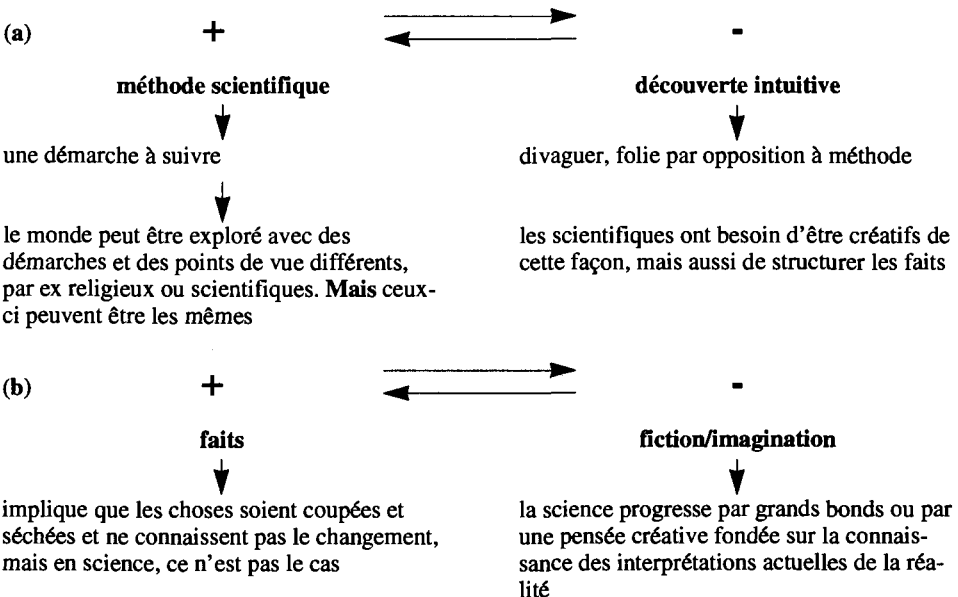 (a) + -
méthode scientifique découverte intuitive
une démarche à suivre
divaguer, folie par opposition à méthode
le monde peut être exploré avec des
démarches et des points de vue différents,
par ex religieux ou scientifiques. Mais ceux-
ci peuvent être les mêmes
les scientifiques ont besoin d'être créatifs de
cette façon, mais aussi de structurer les faits
(b) + -
faits fiction/imagination
implique que les choses soient coupées et
séchées et ne connaissent pas le changement,
mais en science, ce n'est pas le cas
la science progresse par grands bonds ou par
une pensée créative fondée sur la connais-
sance des interprétations actuelles de la réa-
lité